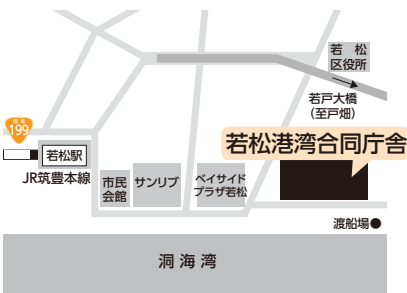 若松
区役所
若戸大橋
(至戸畑)
国道
199
若松港湾合同庁舎
若松駅
JR筑豊本線
市民
会館
サンリブ
ベイサイド
プラザ若松
渡船場●
洞海湾